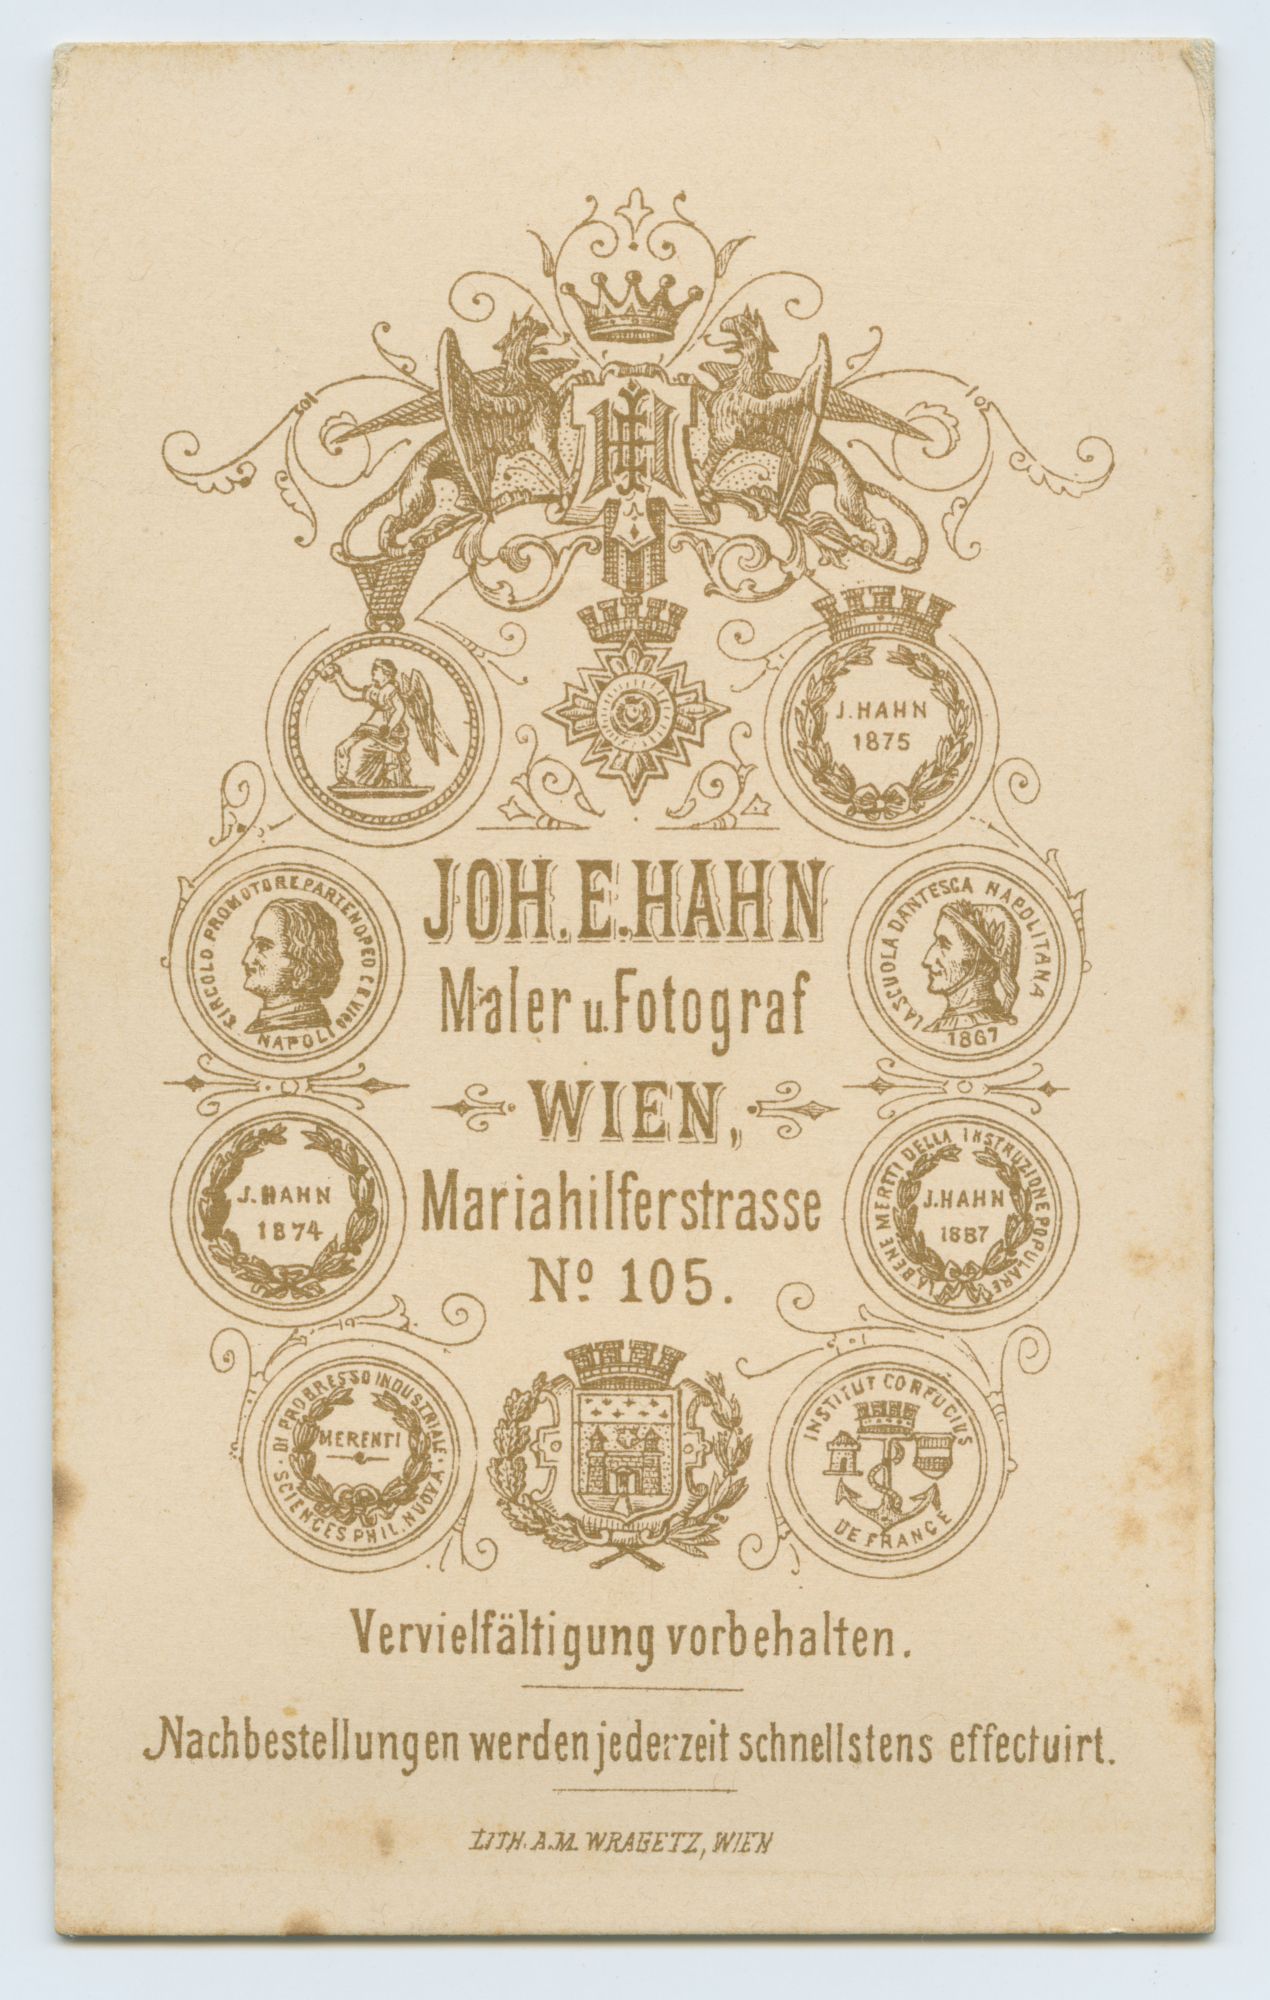 J. HAHN
1875
JOH. E. HAHN
Maler u. Fotograf
WIEN,
Mariahilferstrasse
Nº 105.
CIRCOLO PROMOTORE PARTENOPEO
NAPOLI
LA SCUOLA DANTESCA NAPOLITANA
1867
J. HAHN
1874
AI BENE MERITI DELLA INSTRUZIONE POPULARE
J. HAHN
1887
DI PROGRESSO INDUSTRIALE
MERENTI
SCIENCES PHIL. NUOVA
INSTITUT CONFUCIUS
DE FRANCE
Vervielfältigung vorbehalten.
Nachbestellungen werden jederzeit schnellstens effectuirt.
LITH. A.M. WRABETZ, WIEN